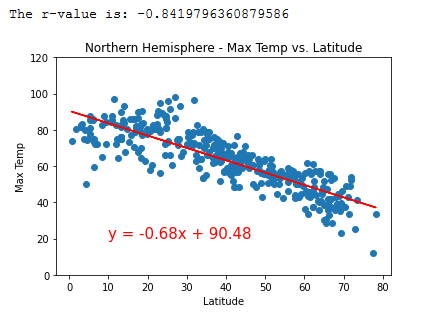 The r-value is: -0.8419796360879586
Northern Hemisphere - Max Temp vs. Latitude
120
100
80
60
40
20
0
Max Temp
y = -0.68x + 90.48
0 10 20 30 40 50 60 70 80
Latitude